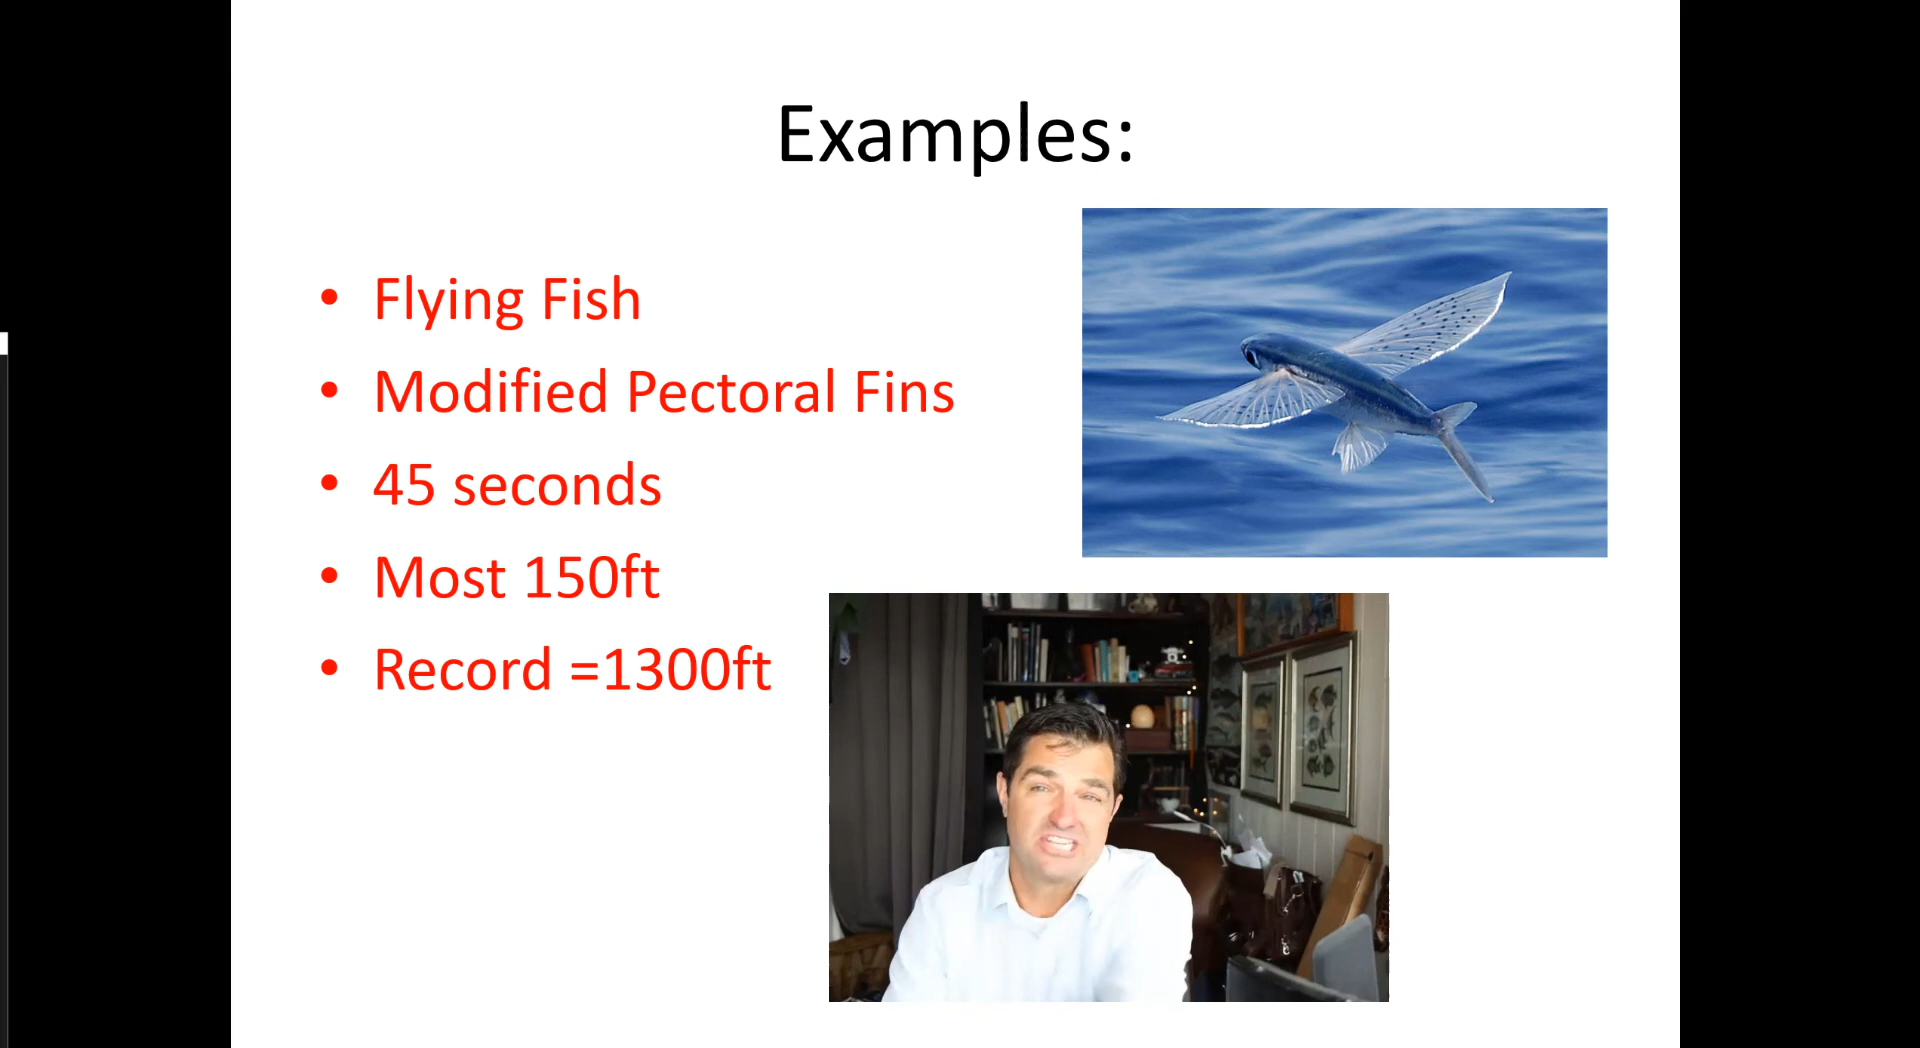 Examples:
• Flying Fish
• Modified Pectoral Fins
• 45 seconds
• Most 150ft
• Record =1300ft